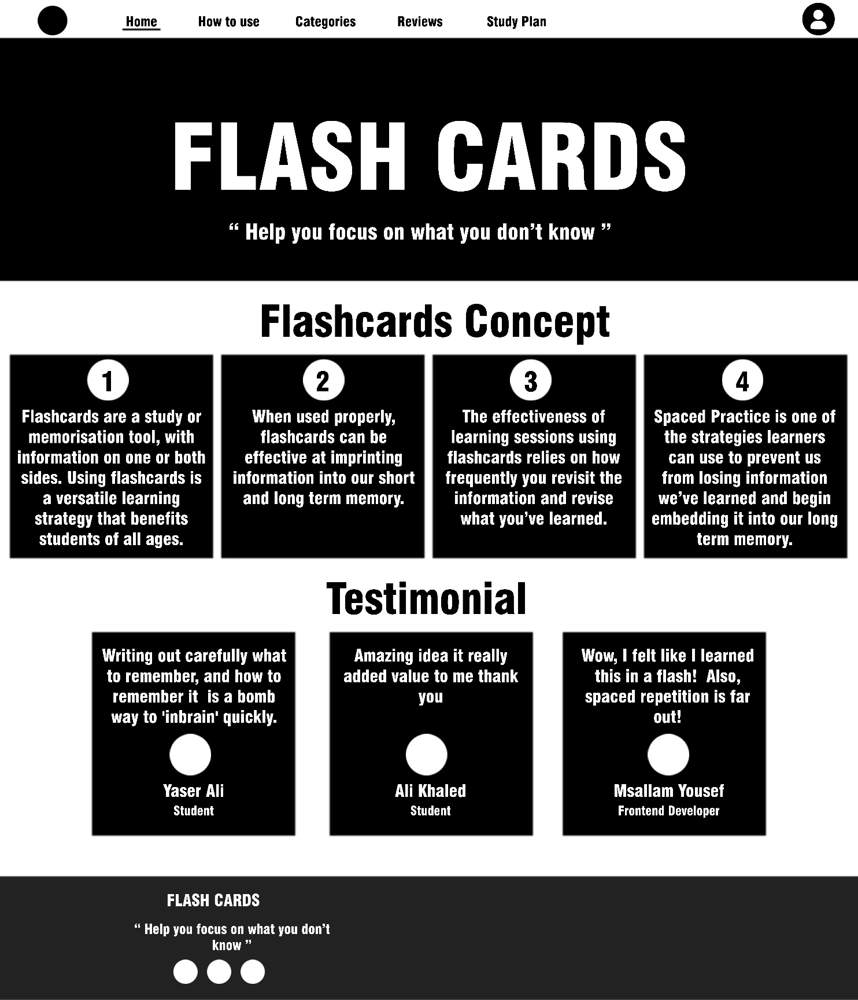 Home How to use Categories Reviews Study Plan
FLASH CARDS
“ Help you focus on what you don’t know ”
Flashcards Concept
1
Flashcards are a study or
memorisation tool, with
information on one or both
sides. Using flashcards is
a versatile learning
strategy that benefits
students of all ages.
2
When used properly,
flashcards can be
effective at imprinting
information into our short
and long term memory.
3
The effectiveness of
learning sessions using
flashcards relies on how
frequently you revisit the
information and revise
what you’ve learned.
4
Spaced Practice is one of
the strategies learners
can use to prevent us
from losing information
we’ve learned and begin
embedding it into our long
term memory.
Testimonial
Writing out carefully what
to remember, and how to
remember it  is a bomb
way to 'inbrain' quickly.
Yaser Ali
Student
Amazing idea it really
added value to me thank
you
Ali Khaled
Student
Wow, I felt like I learned
this in a flash!  Also,
spaced repetition is far
out!
Msallam Yousef
Frontend Developer
FLASH CARDS
“ Help you focus on what you don’t
know ”